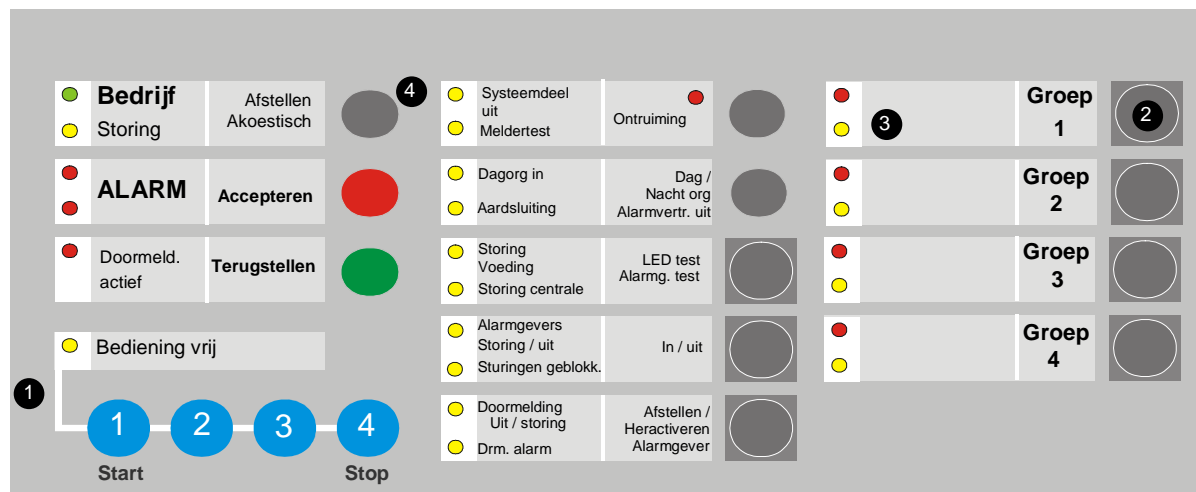 Bedrijf
Storing
Afstellen
Akoestisch
4
ALARM
Accepteren
Doormeld.
actief
Terugstellen
Bediening vrij
1
1
2
3
4
Start
Stop
Systeemdeel
uit
Meldertest
Ontruiming
Dagorg in
Aardsluiting
Dag /
Nacht org
Alarmvertr. uit
Storing
Voeding
Storing centrale
LED test
Alarmg. test
Alarmgevers
Storing / uit
Sturingen geblokk.
In / uit
Doormelding
Uit / storing
Drm. alarm
Afstellen /
Heractiveren
Alarmgever
3
Groep
1
2
Groep
2
Groep
3
Groep
4